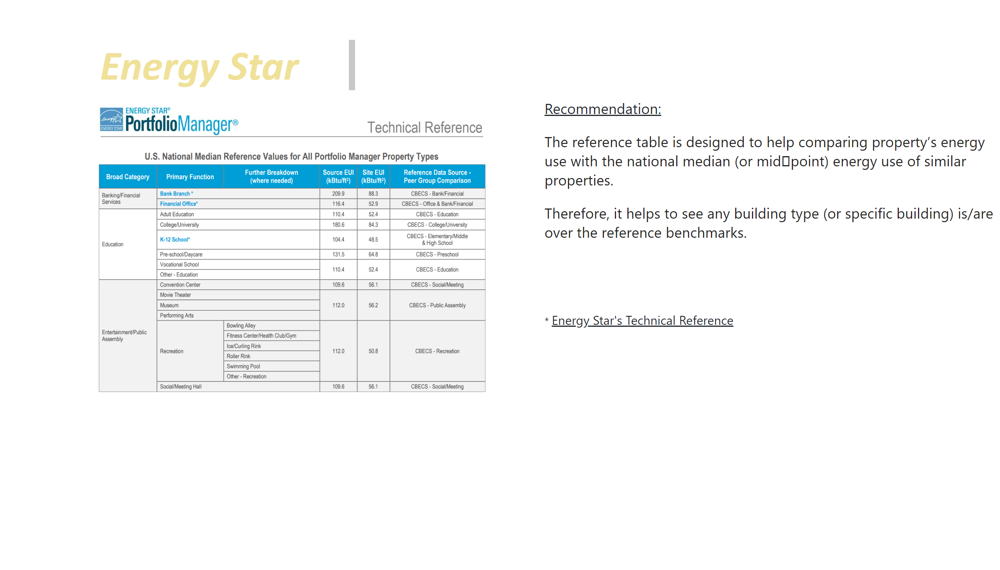 Energy Star
energy
ENERGY STAR
ENERGY STAR®
PortfolioManager®
Technical Reference
U.S. National Median Reference Values for All Portfolio Manager Property Types
Broad Category Primary Function Further Breakdown (where needed) Source EUI (kBtu/ft²) Site EUI (kBtu/ft²) Reference Data Source - Peer Group Comparison
Banking/Financial Services
Bank Branch * 209.9 88.3 CBECS - Bank/Financial
Financial Office* 116.4 52.9 CBECS - Office & Bank/Financial
Education
Adult Education 110.4 52.4 CBECS - Education
College/University 180.6 84.3 CBECS - College/University
K-12 School* 104.4 48.5 CBECS - Elementary/Middle & High School
Pre-school/Daycare 131.5 64.8 CBECS - Preschool
Vocational School
Other - Education
110.4 52.4 CBECS - Education
Entertainment/Public Assembly
Convention Center 109.6 56.1 CBECS - Social/Meeting
Movie Theater
Museum
Performing Arts
112.0 56.2 CBECS - Public Assembly
Recreation
Bowling Alley
Fitness Center/Health Club/Gym
Ice/Curling Rink
Roller Rink
Swimming Pool
Other - Recreation
112.0 50.8 CBECS - Recreation
Social/Meeting Hall 109.6 56.1 CBECS - Social/Meeting
Recommendation:
The reference table is designed to help comparing property’s energy
use with the national median (or mid□point) energy use of similar
properties.
Therefore, it helps to see any building type (or specific building) is/are
over the reference benchmarks.
* Energy Star's Technical Reference